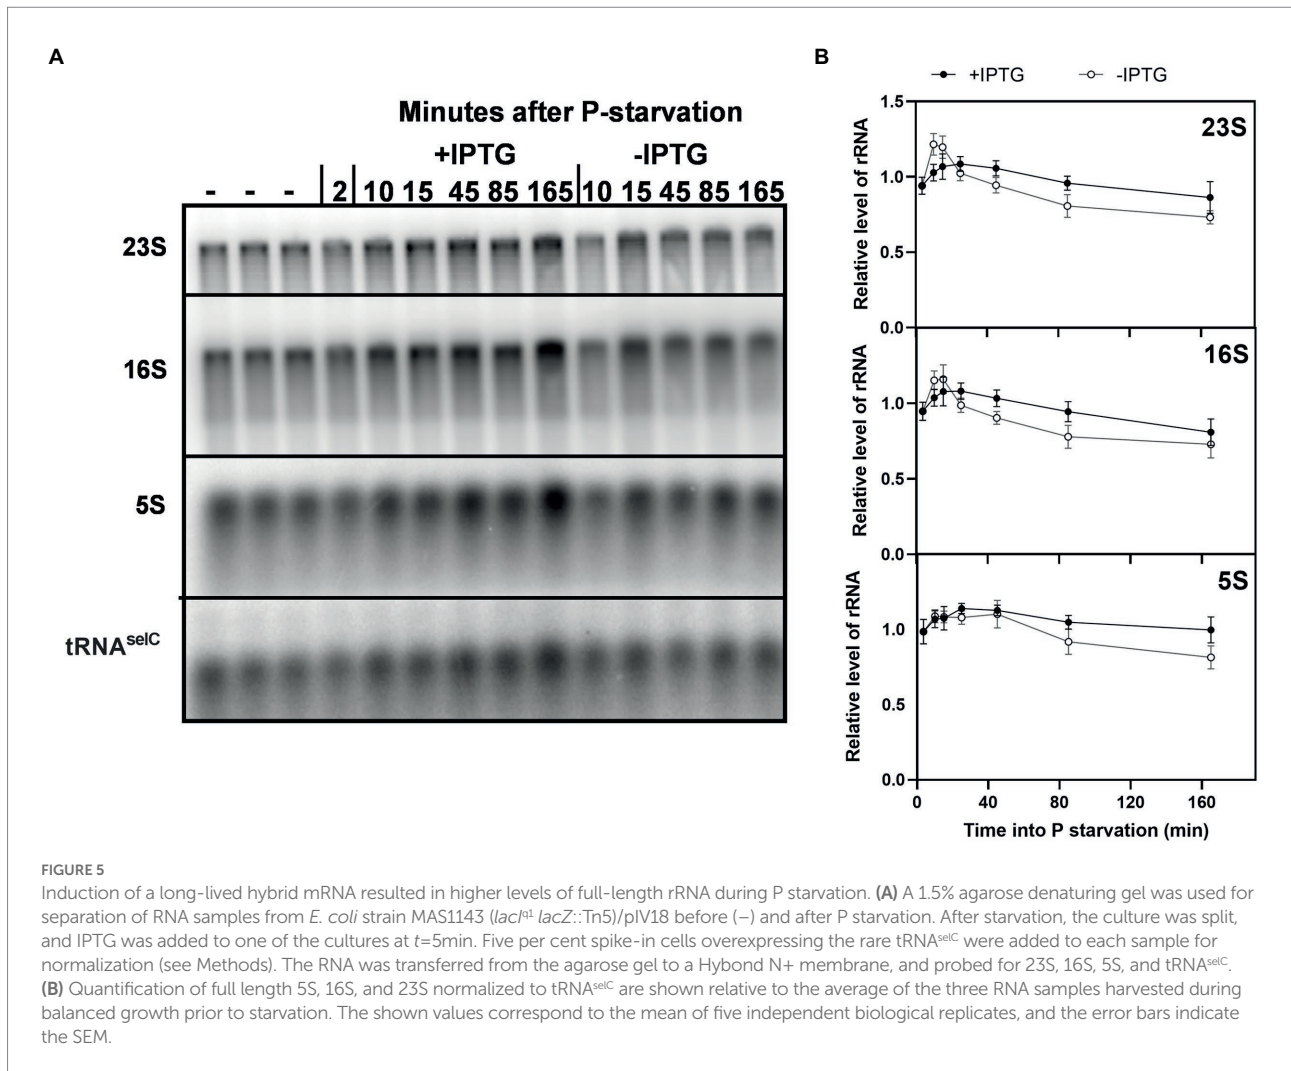 A
Minutes after P-starvation
+IPTG -IPTG
- - - 2 10 15 45 85 165 10 15 45 85 165
23S
16S
5S
tRNAselC
B
+IPTG -IPTG
1.5
23S
1.0
0.5
0.0
Relative level of rRNA
16S
1.0
0.5
0.0
Relative level of rRNA
5S
1.0
0.5
0.0
Relative level of rRNA
0 40 80 120 160
Time into P starvation (min)
FIGURE 5
Induction of a long-lived hybrid mRNA resulted in higher levels of full-length rRNA during P starvation. (A) A 1.5% agarose denaturing gel was used for
separation of RNA samples from E. coli strain MAS1143 (lacIq1 lacZ::Tn5)/pIV18 before (−) and after P starvation. After starvation, the culture was split,
and IPTG was added to one of the cultures at t=5min. Five per cent spike-in cells overexpressing the rare tRNAselC were added to each sample for
normalization (see Methods). The RNA was transferred from the agarose gel to a Hybond N+ membrane, and probed for 23S, 16S, 5S, and tRNAselC.
(B) Quantification of full length 5S, 16S, and 23S normalized to tRNAselC are shown relative to the average of the three RNA samples harvested during
balanced growth prior to starvation. The shown values correspond to the mean of five independent biological replicates, and the error bars indicate
the SEM.